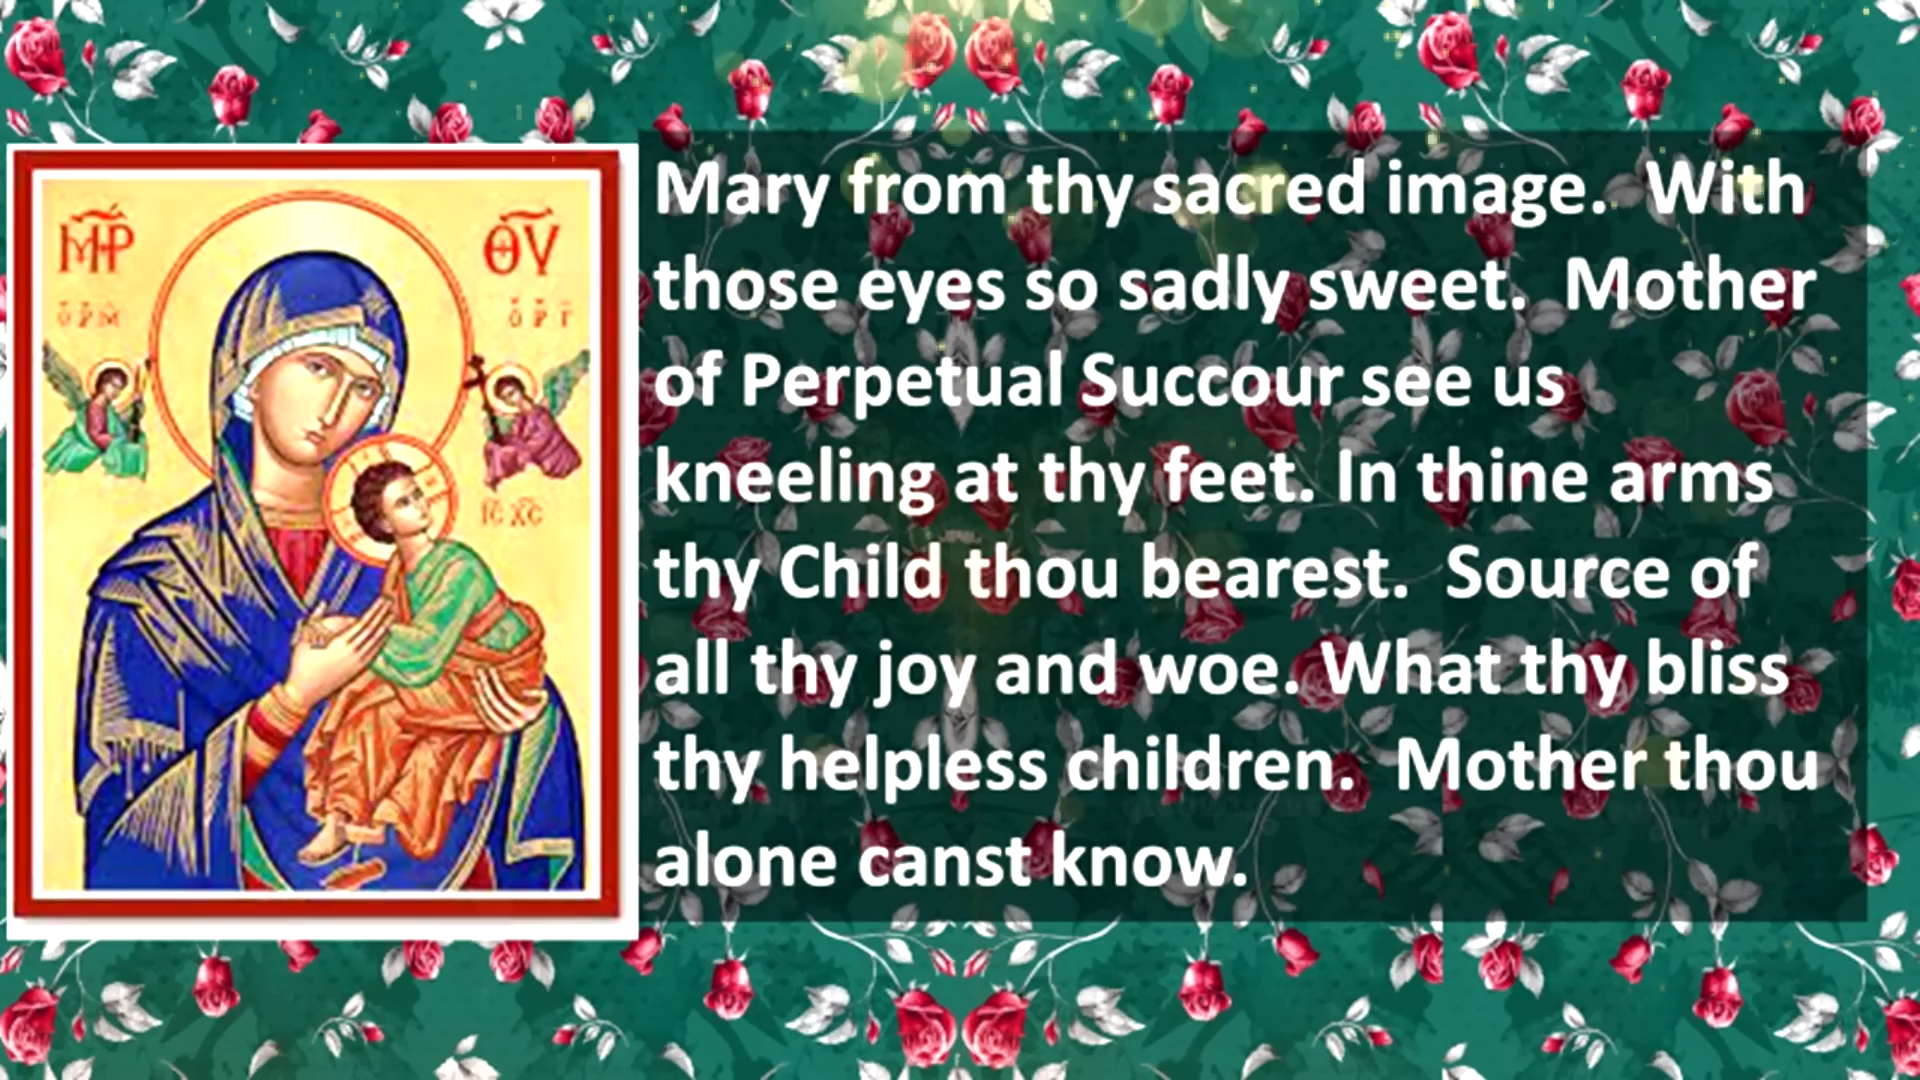 Mary from thy sacred image.  With
those eyes so sadly sweet.  Mother
of Perpetual Succour see us
kneeling at thy feet. In thine arms
thy Child thou bearest.  Source of
all thy joy and woe. What thy bliss
thy helpless children.  Mother thou
alone canst know.
ΜΡ
ΘV
IC XC